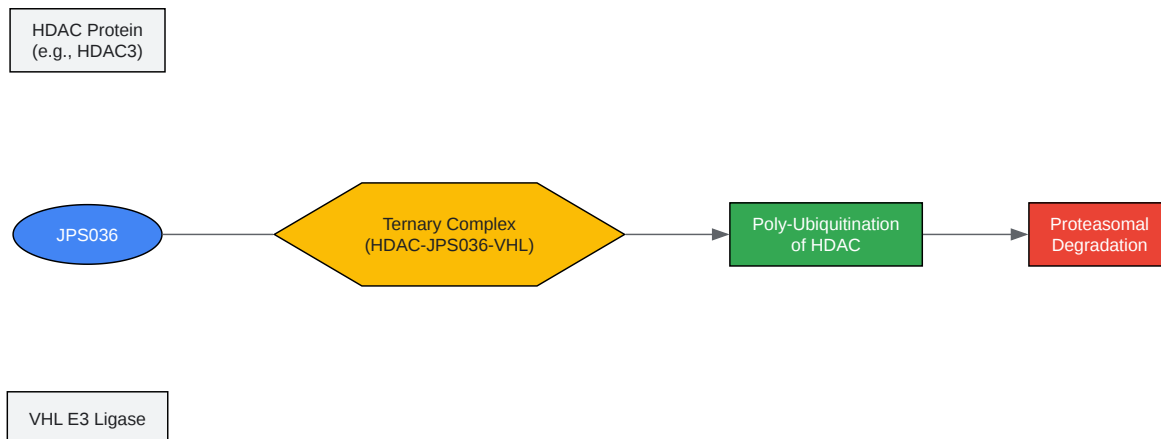 HDAC Protein
(e.g., HDAC3)
JPS036
Ternary Complex
(HDAC-JPS036-VHL)
Poly-Ubiquitination
of HDAC
Proteasomal
Degradation
VHL E3 Ligase